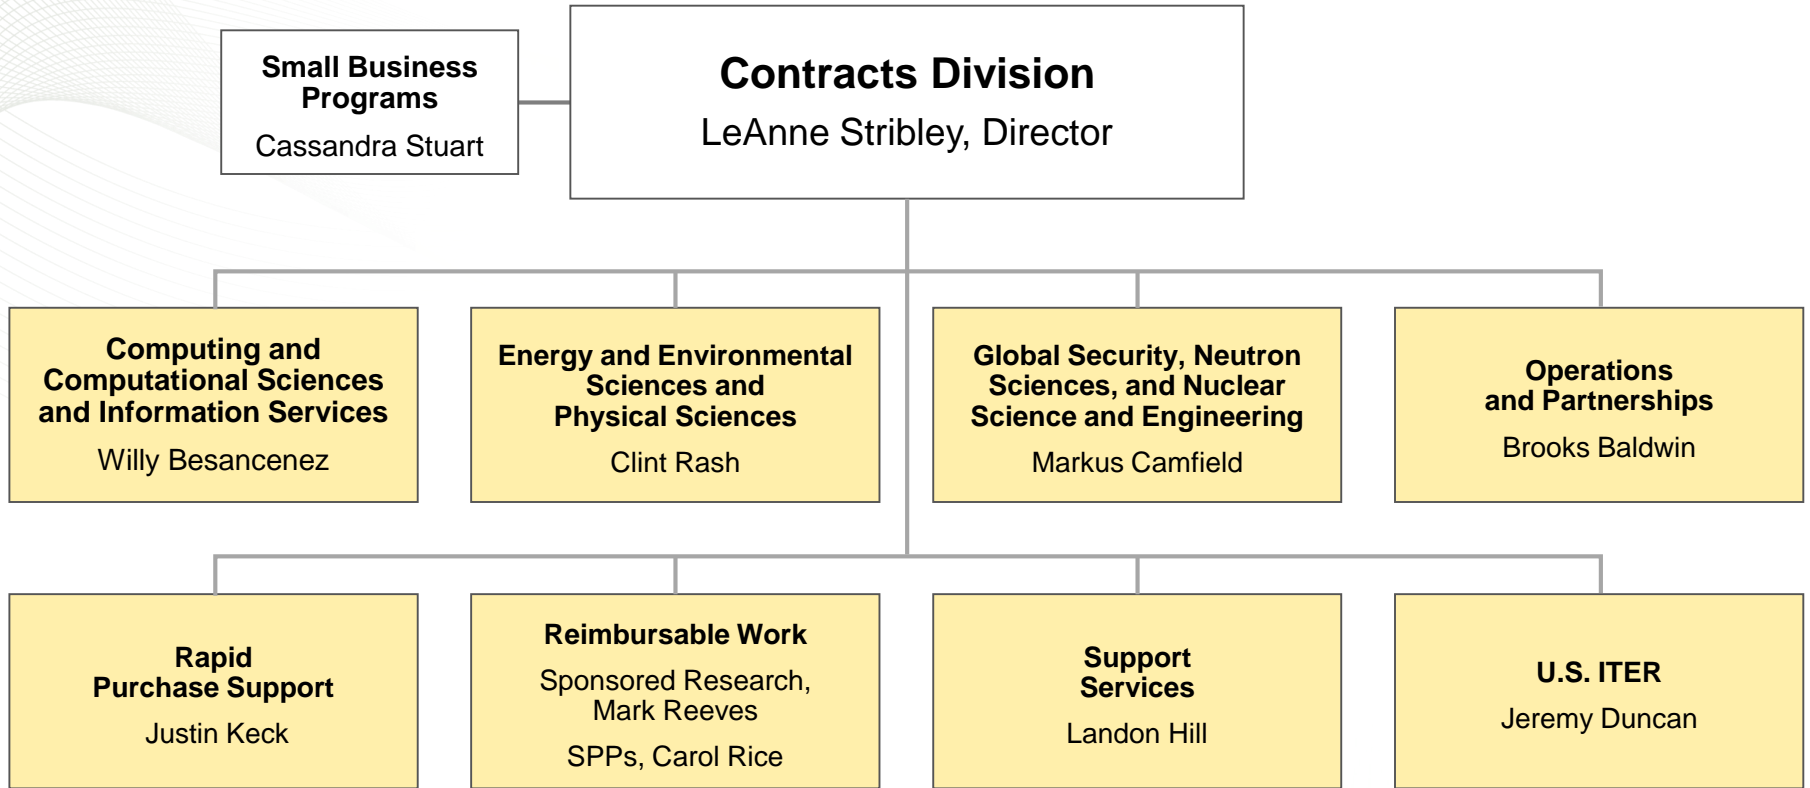 Small Business
Programs
Cassandra Stuart
Contracts Division
LeAnne Stribley, Director
Computing and
Computational Sciences
and Information Services
Willy Besancenez
Energy and Environmental
Sciences and
Physical Sciences
Clint Rash
Global Security, Neutron
Sciences, and Nuclear
Science and Engineering
Markus Camfield
Operations
and Partnerships
Brooks Baldwin
Rapid
Purchase Support
Justin Keck
Reimbursable Work
Sponsored Research,
Mark Reeves
SPPs, Carol Rice
Support
Services
Landon Hill
U.S. ITER
Jeremy Duncan